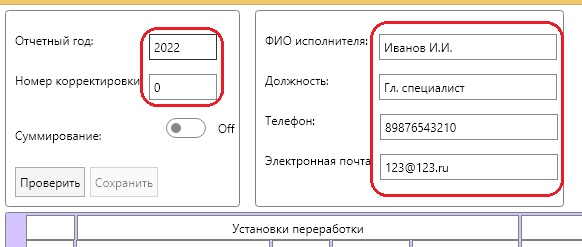 Отчетный год: 2022
Номер корректировки 0
Суммирование: Off
Проверить Сохранить
ФИО исполнителя: Иванов И.И.
Должность: Гл. специалист
Телефон: 89876543210
Электронная почта 123@123.ru
Установки переработки